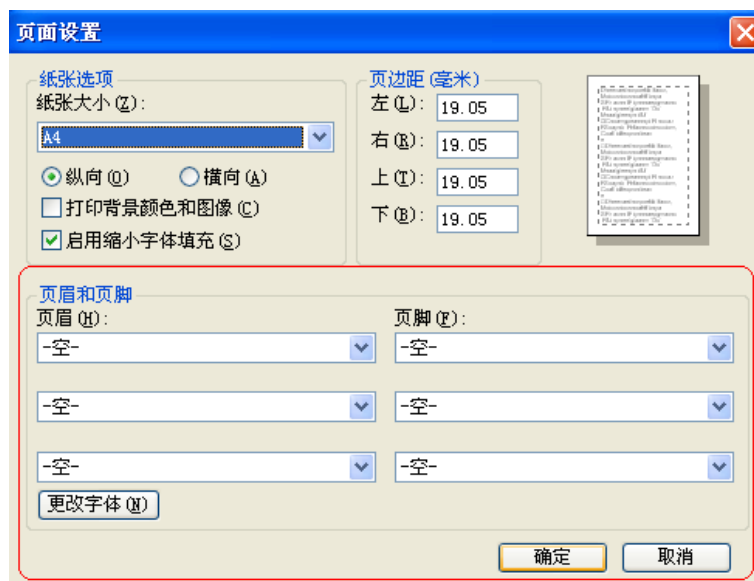 页面设置
纸张选项
纸张大小(Z):
A4
纵向(O) 横向(A)
打印背景颜色和图像(C)
启用缩小字体填充(S)
页边距(毫米)
左(L): 19.05
右(R): 19.05
上(T): 19.05
下(B): 19.05
页眉和页脚
页眉(H): 页脚(F):
-空- -空-
-空- -空-
-空- -空-
更改字体(N)
确定 取消